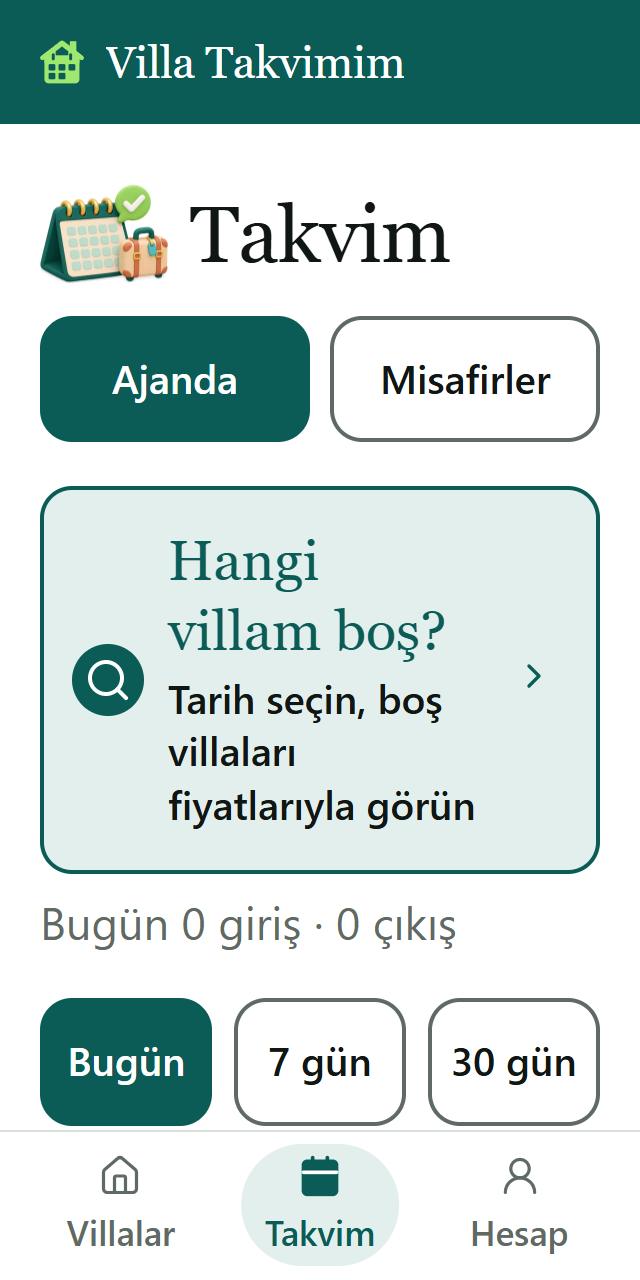 Villa Takvimim
Takvim
Ajanda
Misafirler
Hangi
villam boş?
Tarih seçin, boş
villaları
fiyatlarıyla görün
Bugün 0 giriş · 0 çıkış
Bugün
7 gün
30 gün
Villalar
Takvim
Hesap